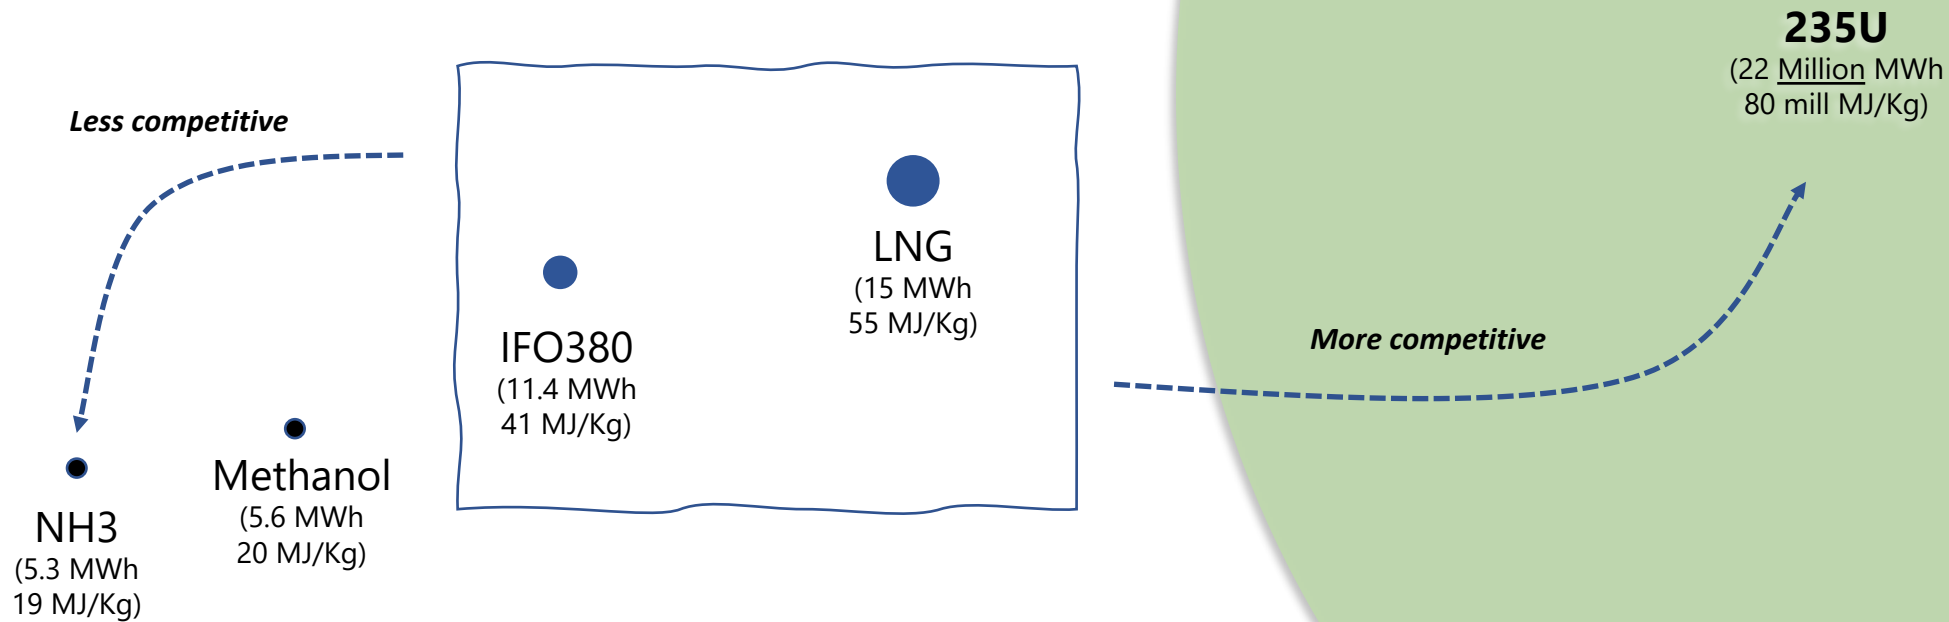 Less competitive
NH3
(5.3 MWh
19 MJ/Kg)
Methanol
(5.6 MWh
20 MJ/Kg)
IFO380
(11.4 MWh
41 MJ/Kg)
LNG
(15 MWh
55 MJ/Kg)
More competitive
235U
(22 Million MWh
80 mill MJ/Kg)